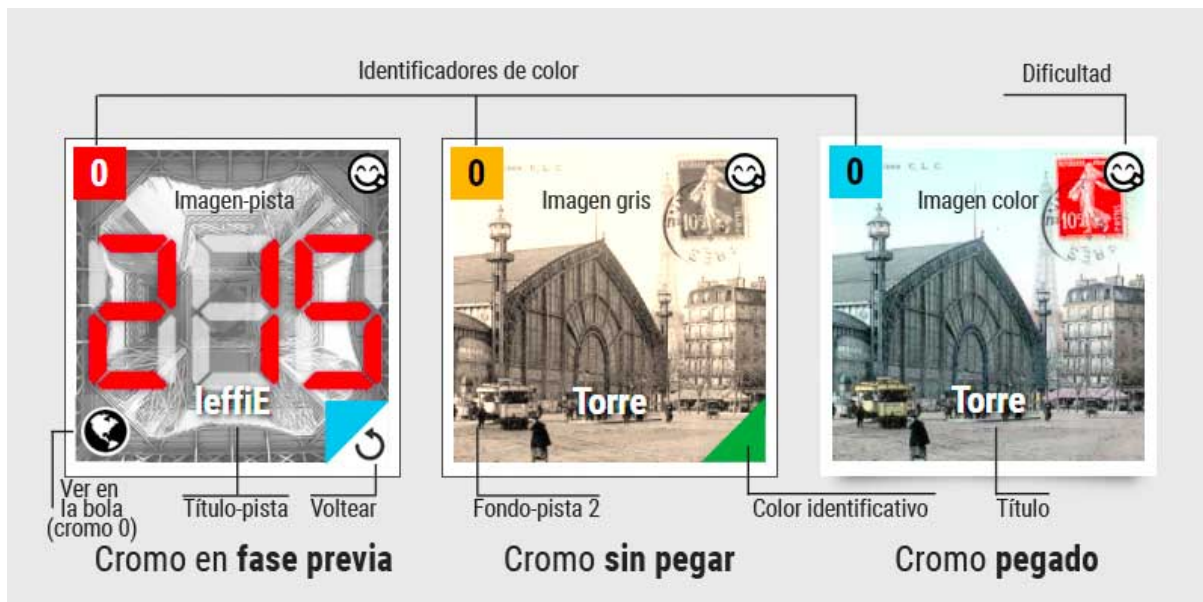 Identificadores de color
Dificultad
0
0
0
Imagen-pista
Imagen gris
Imagen color
10
10
215
leffiE
Torre
Torre
Ver en
la bola
(cromo 0)
Título-pista
Voltear
Fondo-pista 2
Color identificativo
Título
Cromo en fase previa
Cromo sin pegar
Cromo pegado